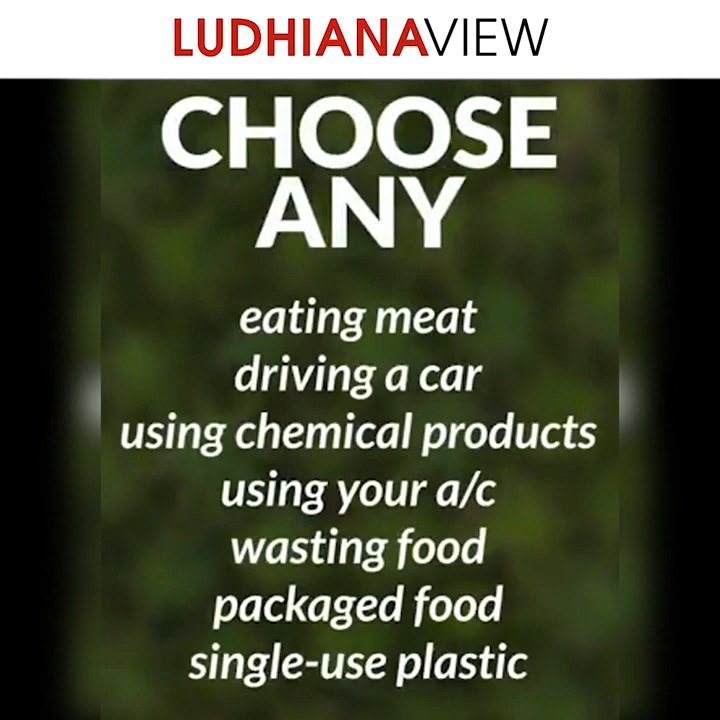 LUDHIANAVIEW
CHOOSE
ANY
eating meat
driving a car
using chemical products
using your a/c
wasting food
packaged food
single-use plastic